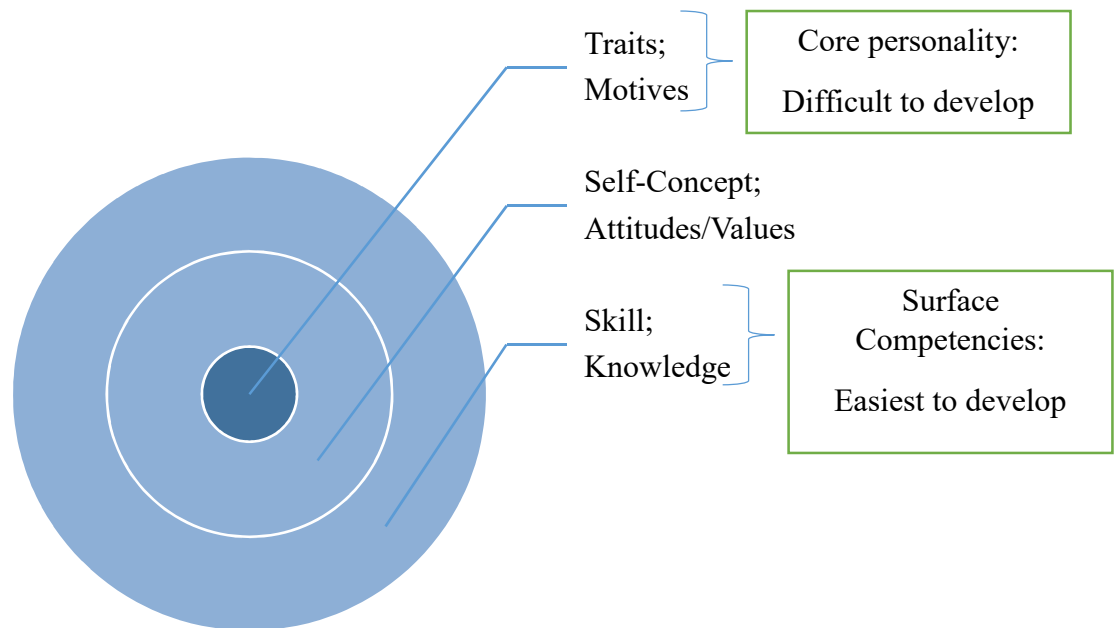 Traits;
Motives
Core personality:
Difficult to develop
Self-Concept;
Attitudes/Values
Skill;
Knowledge
Surface
Competencies:
Easiest to develop